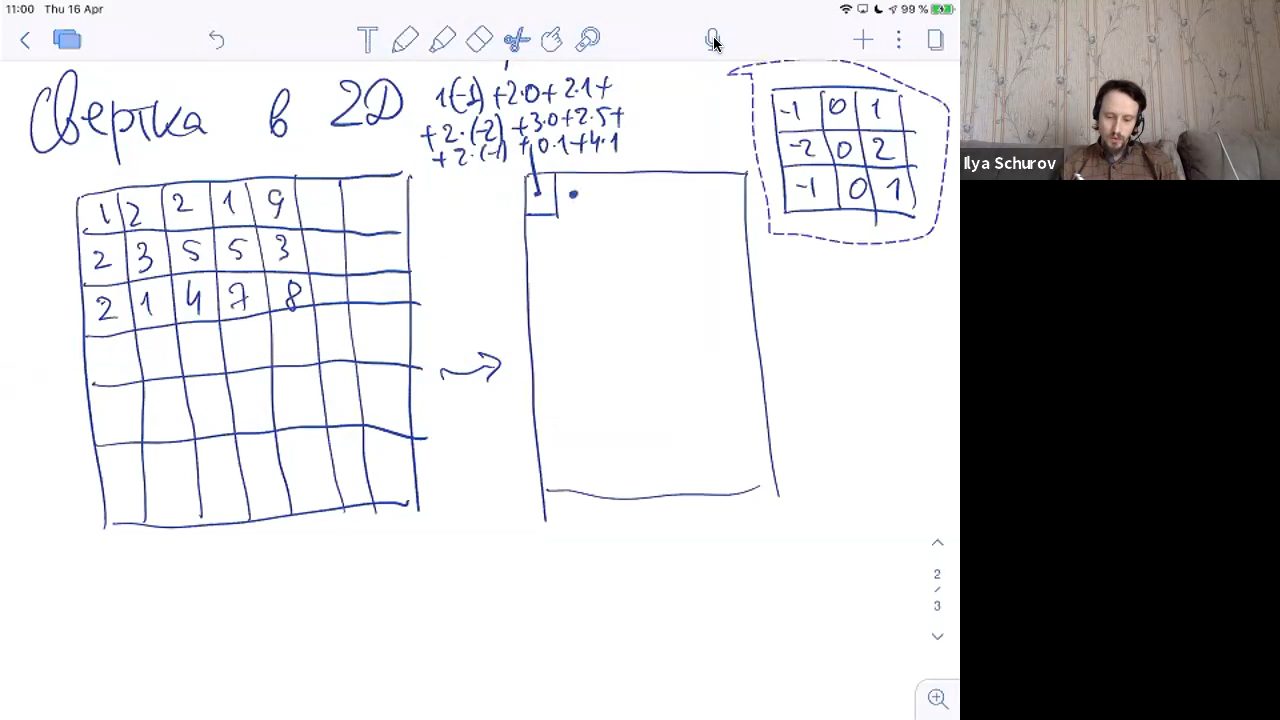 11:00 Thu 16 Apr
99 %
Свертка в 2D
1(-1) +2·0+ 2·1+
+2·(-2) +3·0+2·5+
+2·(-1) +0·1+4·1
-1 0 1
-2 0 2
-1 0 1
Ilya Schurov
1 2 2 1 9
2 3 5 5 3
2 1 4 7 8
2
3